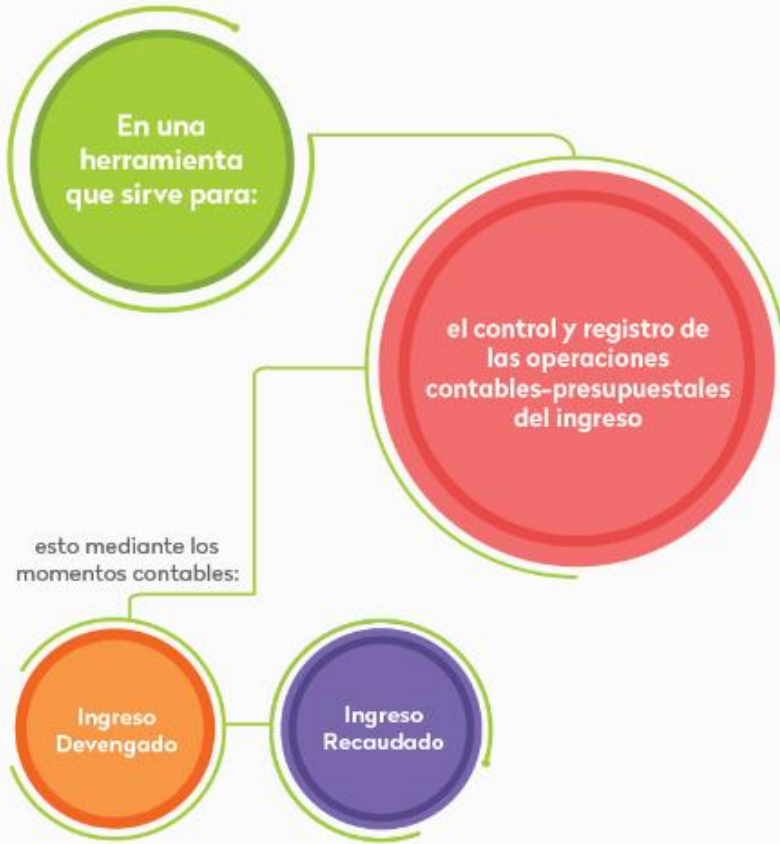 En una
herramienta
que sirve para:
el control y registro de
las operaciones
contables-presupuestales
del ingreso
esto mediante los
momentos contables:
Ingreso
Devengado
Ingreso
Recaudado